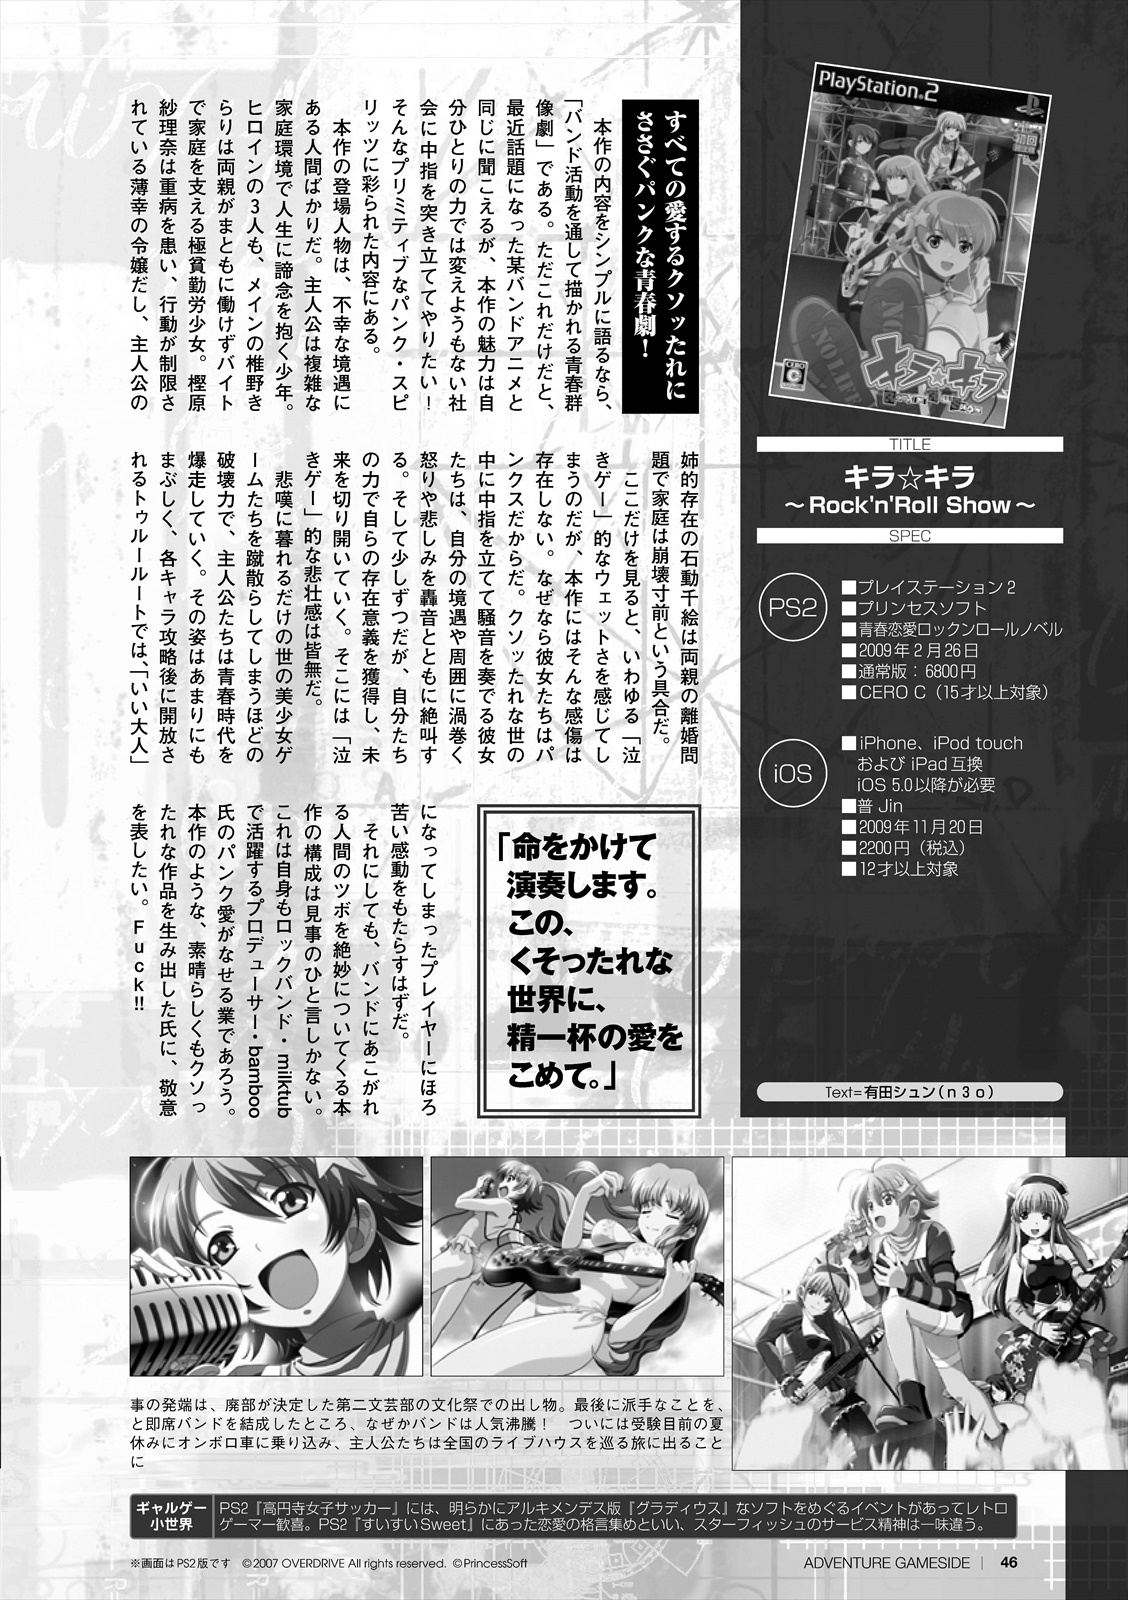 すべての愛するクソッたれに
ささぐパンクな青春劇！
　本作の内容をシンプルに語るなら、
「バンド活動を通して描かれる青春群
像劇」である。ただこれだけだと、
最近話題になった某バンドアニメと
同じに聞こえるが、本作の魅力は自
分ひとりの力では変えようもない社
会に中指を突き立ててやりたい！
そんなプリミティブなパンク・スピ
リッツに彩られた内容にある。
　本作の登場人物は、不幸な境遇に
ある人間ばかりだ。主人公は複雑な
家庭環境で人生に諦念を抱く少年。
ヒロインの3人も、メインの椎野き
らりは両親がまともに働けずバイト
で家庭を支える極貧勤労少女。樫原
紗理奈は重病を患い、行動が制限さ
れている薄幸の令嬢だし、主人公の
姉的存在の石動千絵は両親の離婚問
題で家庭は崩壊寸前という具合だ。
　ここだけを見ると、いわゆる「泣
きゲー」的なウェットさを感じてし
まうのだが、本作にはそんな感傷は
存在しない。なぜなら彼女たちはパ
ンクスだからだ。クソッたれな世の
中に中指を立てて騒音を奏でる彼女
たちは、自分の境遇や周囲に渦巻く
怒りや悲しみを轟音とともに絶叫す
る。そして少しずつだが、自分たち
の力で自らの存在意義を獲得し、未
来を切り開いていく。そこには「泣
きゲー」的な悲壮感は皆無だ。
　悲嘆に暮れるだけの世の美少女ゲ
ームたちを蹴散らしてしまうほどの
破壊力で、主人公たちは青春時代を
爆走していく。その姿はあまりにも
まぶしく、各キャラ攻略後に開放さ
れるトゥルールートでは、「いい大人」
になってしまったプレイヤーにほろ
苦い感動をもたらすはずだ。
　それにしても、バンドにあこがれ
る人間のツボを絶妙についてくる本
作の構成は見事のひと言しかない。
これは自身もロックバンド・milktub
で活躍するプロデューサー・bamboo
氏のパンク愛がなせる業であろう。
本作のような、素晴らしくもクソっ
たれな作品を生み出した氏に、敬意
を表したい。Fuck!!
「命をかけて
演奏します。
この、
くそったれな
世界に、
精一杯の愛を
こめて。」
PlayStation.2
初回
NO LIFE
キラ☆キラ
CERO
C
TITLE
キラ☆キラ
～Rock'n'Roll Show～
SPEC
PS2
■プレイステーション2
■プリンセスソフト
■青春恋愛ロックンロールノベル
■2009年2月26日
■通常版：6800円
■CERO C（15才以上対象）
iOS
■iPhone、iPod touch
および iPad互換
iOS 5.0以降が必要
■普 Jin
■2009年11月20日
■2200円（税込）
■12才以上対象
Text=有田シュン(n3o)
事の発端は、廃部が決定した第二文芸部の文化祭での出し物。最後に派手なことを、
と即席バンドを結成したところ、なぜかバンドは人気沸騰！　ついには受験目前の夏
休みにオンボロ車に乗り込み、主人公たちは全国のライブハウスを巡る旅に出ること
に
ギャルゲー
小世界
PS2『高円寺女子サッカー』には、明らかにアルキメンデス版『グラディウス』なソフトをめぐるイベントがあってレトロ
ゲーマー歓喜。PS2『すいすいSweet』にあった恋愛の格言集めといい、スターフィッシュのサービス精神は一味違う。
※画面はPS2版です　©2007 OVERDRIVE All rights reserved. ©PrincessSoft
ADVENTURE GAMESIDE | 46